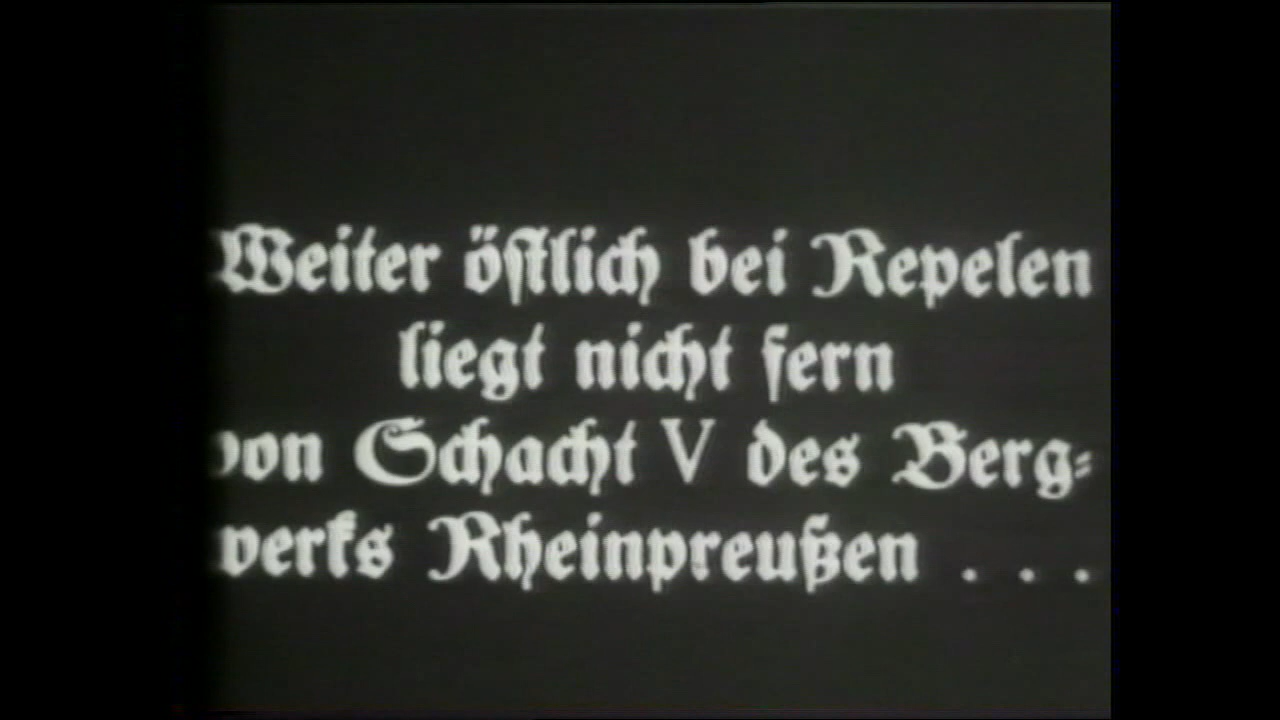 Weiter östlich bei Repelen
liegt nicht fern
von Schacht V des Berg-
werks Rheinpreußen . . .